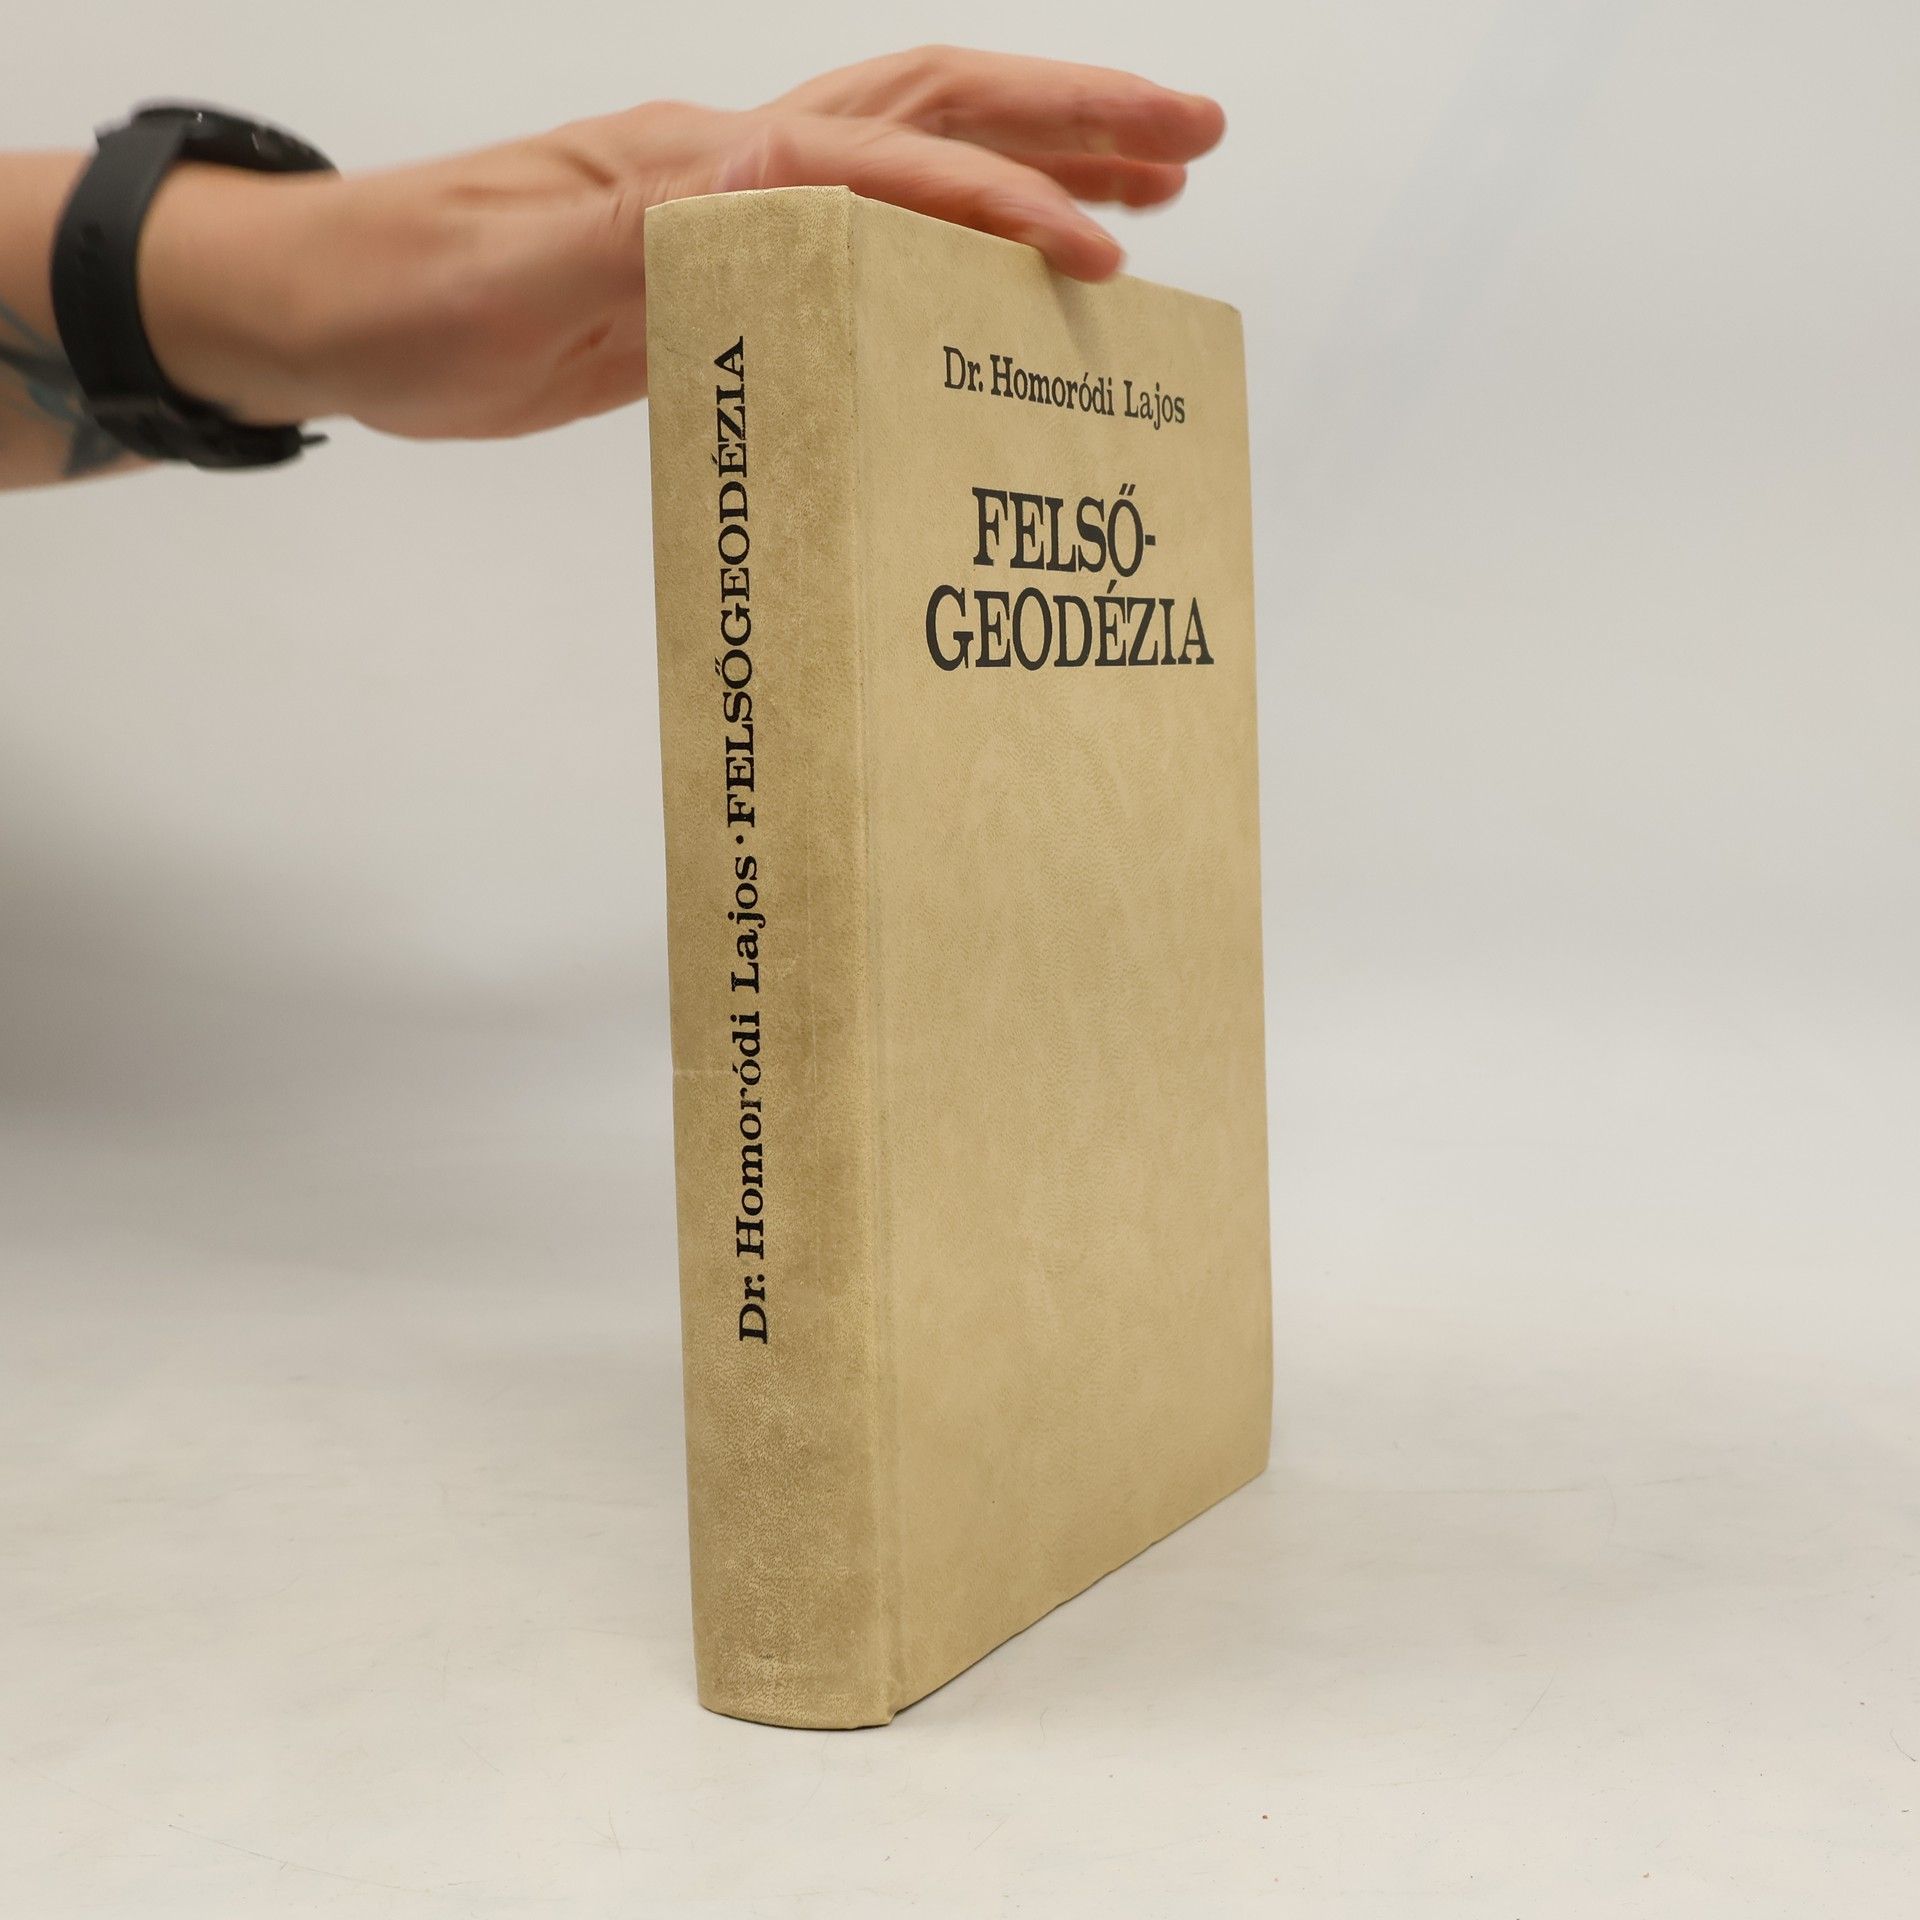 Dr. Homoródi Lajos · FELSŐGEODÉZIA
Dr. Homoródi Lajos
FELSŐ-
GEODÉZIA